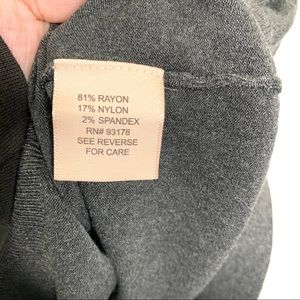 81% RAYON
17% NYLON
2% SPANDEX
RN# 93178
SEE REVERSE
FOR CARE